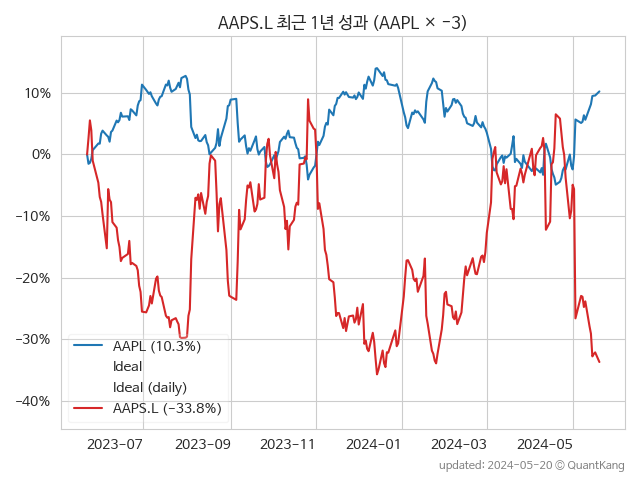 AAPS.L 최근 1년 성과 (AAPL × −3)
10%
0%
−10%
−20%
−30%
−40%
AAPL (10.3%)
Ideal
Ideal (daily)
AAPS.L (−33.8%)
2023−07 2023−09 2023−11 2024−01 2024−03 2024−05
updated: 2024-05-20 © QuantKang